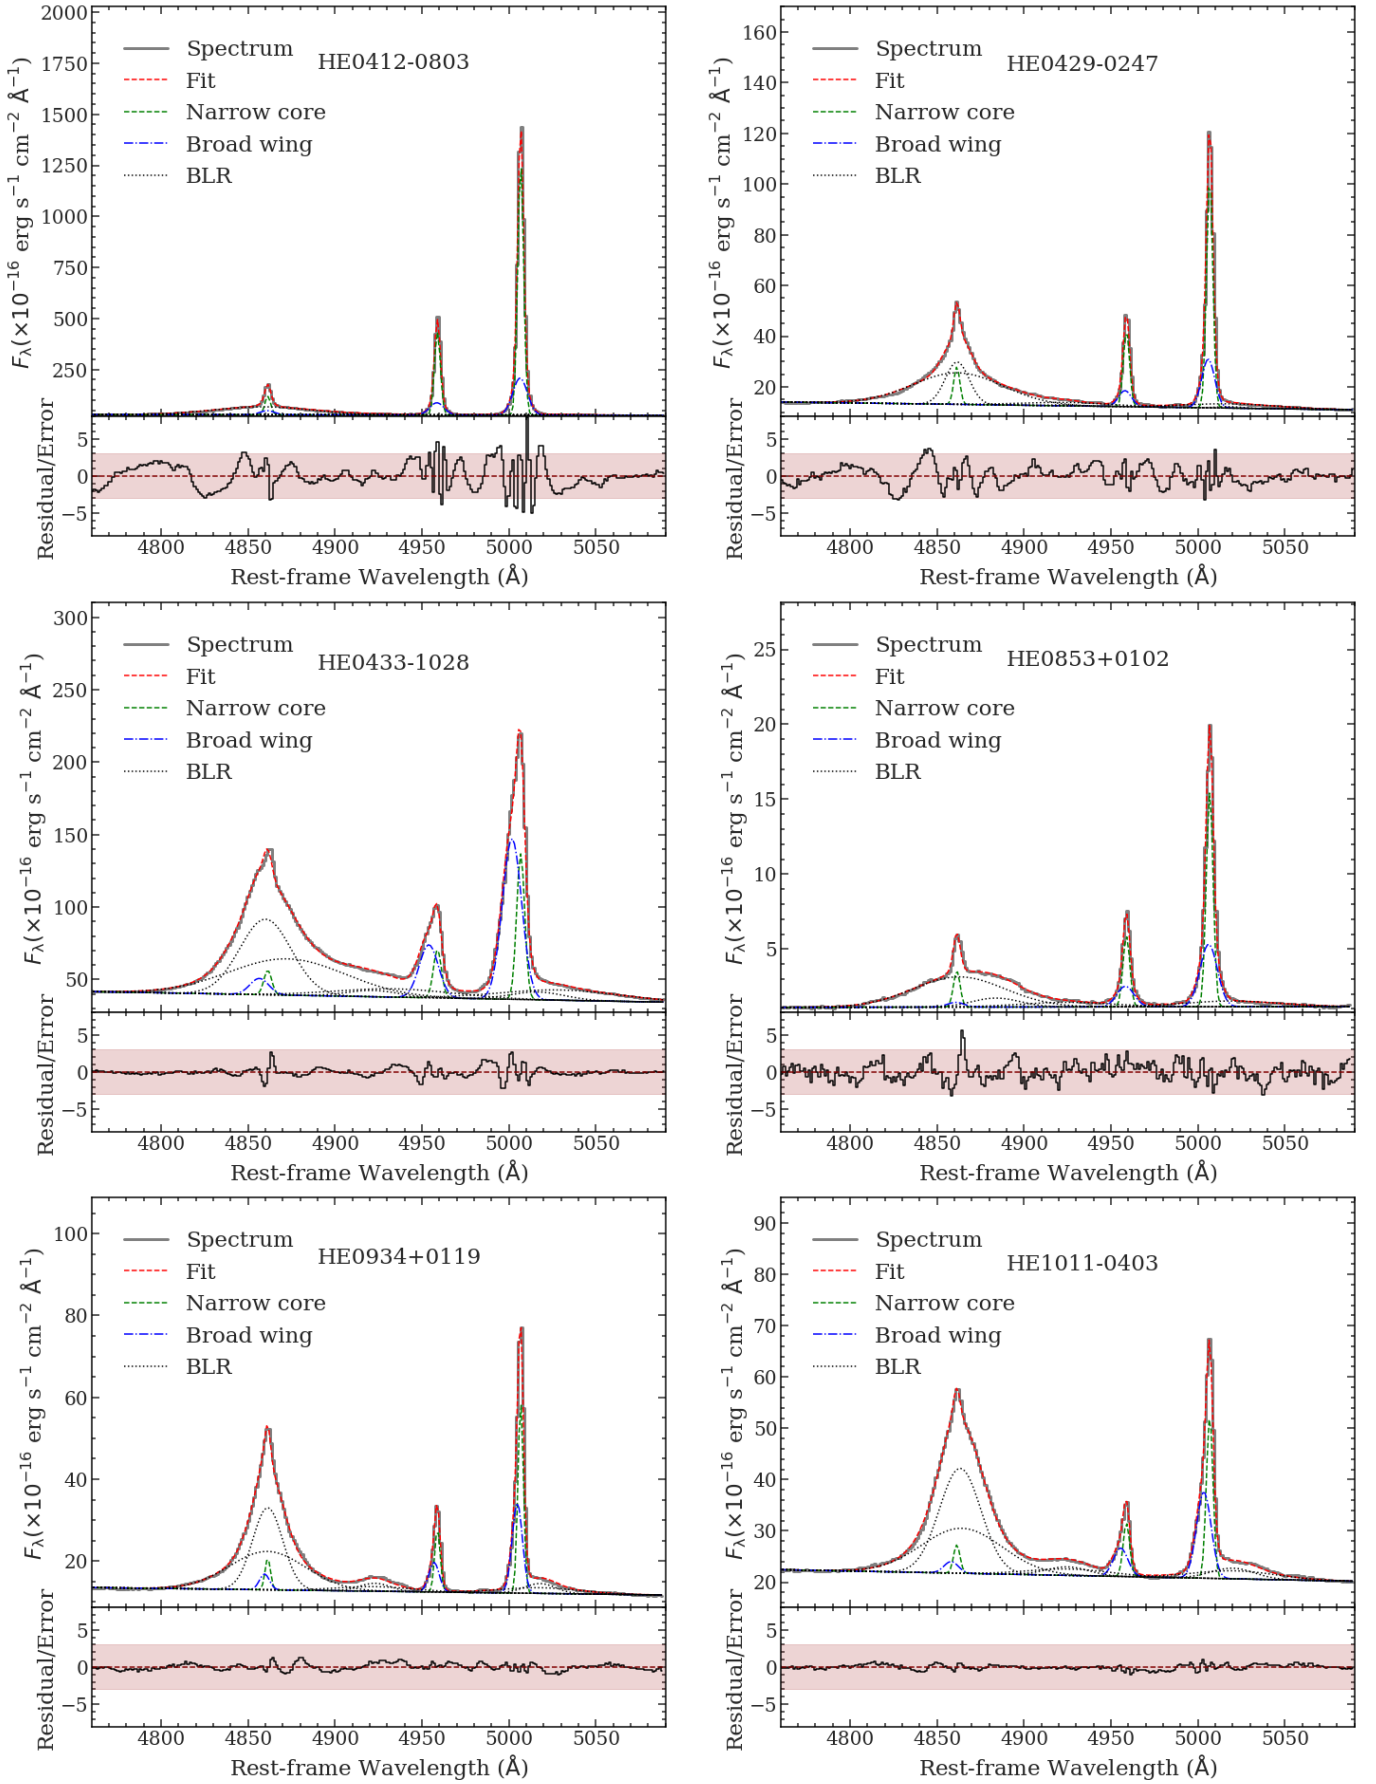 HE0412-0803
Spectrum
Fit
Narrow core
Broad wing
BLR
2000
1750
1500
1250
1000
750
500
250
F_λ(×10⁻¹⁶ erg s⁻¹ cm⁻² Å⁻¹)
5
0
−5
Residual/Error
4800 4850 4900 4950 5000 5050
Rest-frame Wavelength (Å)
HE0429-0247
Spectrum
Fit
Narrow core
Broad wing
BLR
160
140
120
100
80
60
40
20
F_λ(×10⁻¹⁶ erg s⁻¹ cm⁻² Å⁻¹)
5
0
−5
Residual/Error
4800 4850 4900 4950 5000 5050
Rest-frame Wavelength (Å)
HE0433-1028
Spectrum
Fit
Narrow core
Broad wing
BLR
300
250
200
150
100
50
F_λ(×10⁻¹⁶ erg s⁻¹ cm⁻² Å⁻¹)
5
0
−5
Residual/Error
4800 4850 4900 4950 5000 5050
Rest-frame Wavelength (Å)
HE0853+0102
Spectrum
Fit
Narrow core
Broad wing
BLR
25
20
15
10
5
F_λ(×10⁻¹⁶ erg s⁻¹ cm⁻² Å⁻¹)
5
0
−5
Residual/Error
4800 4850 4900 4950 5000 5050
Rest-frame Wavelength (Å)
HE0934+0119
Spectrum
Fit
Narrow core
Broad wing
BLR
100
80
60
40
20
F_λ(×10⁻¹⁶ erg s⁻¹ cm⁻² Å⁻¹)
5
0
−5
Residual/Error
4800 4850 4900 4950 5000 5050
Rest-frame Wavelength (Å)
HE1011-0403
Spectrum
Fit
Narrow core
Broad wing
BLR
90
80
70
60
50
40
30
20
F_λ(×10⁻¹⁶ erg s⁻¹ cm⁻² Å⁻¹)
5
0
−5
Residual/Error
4800 4850 4900 4950 5000 5050
Rest-frame Wavelength (Å)